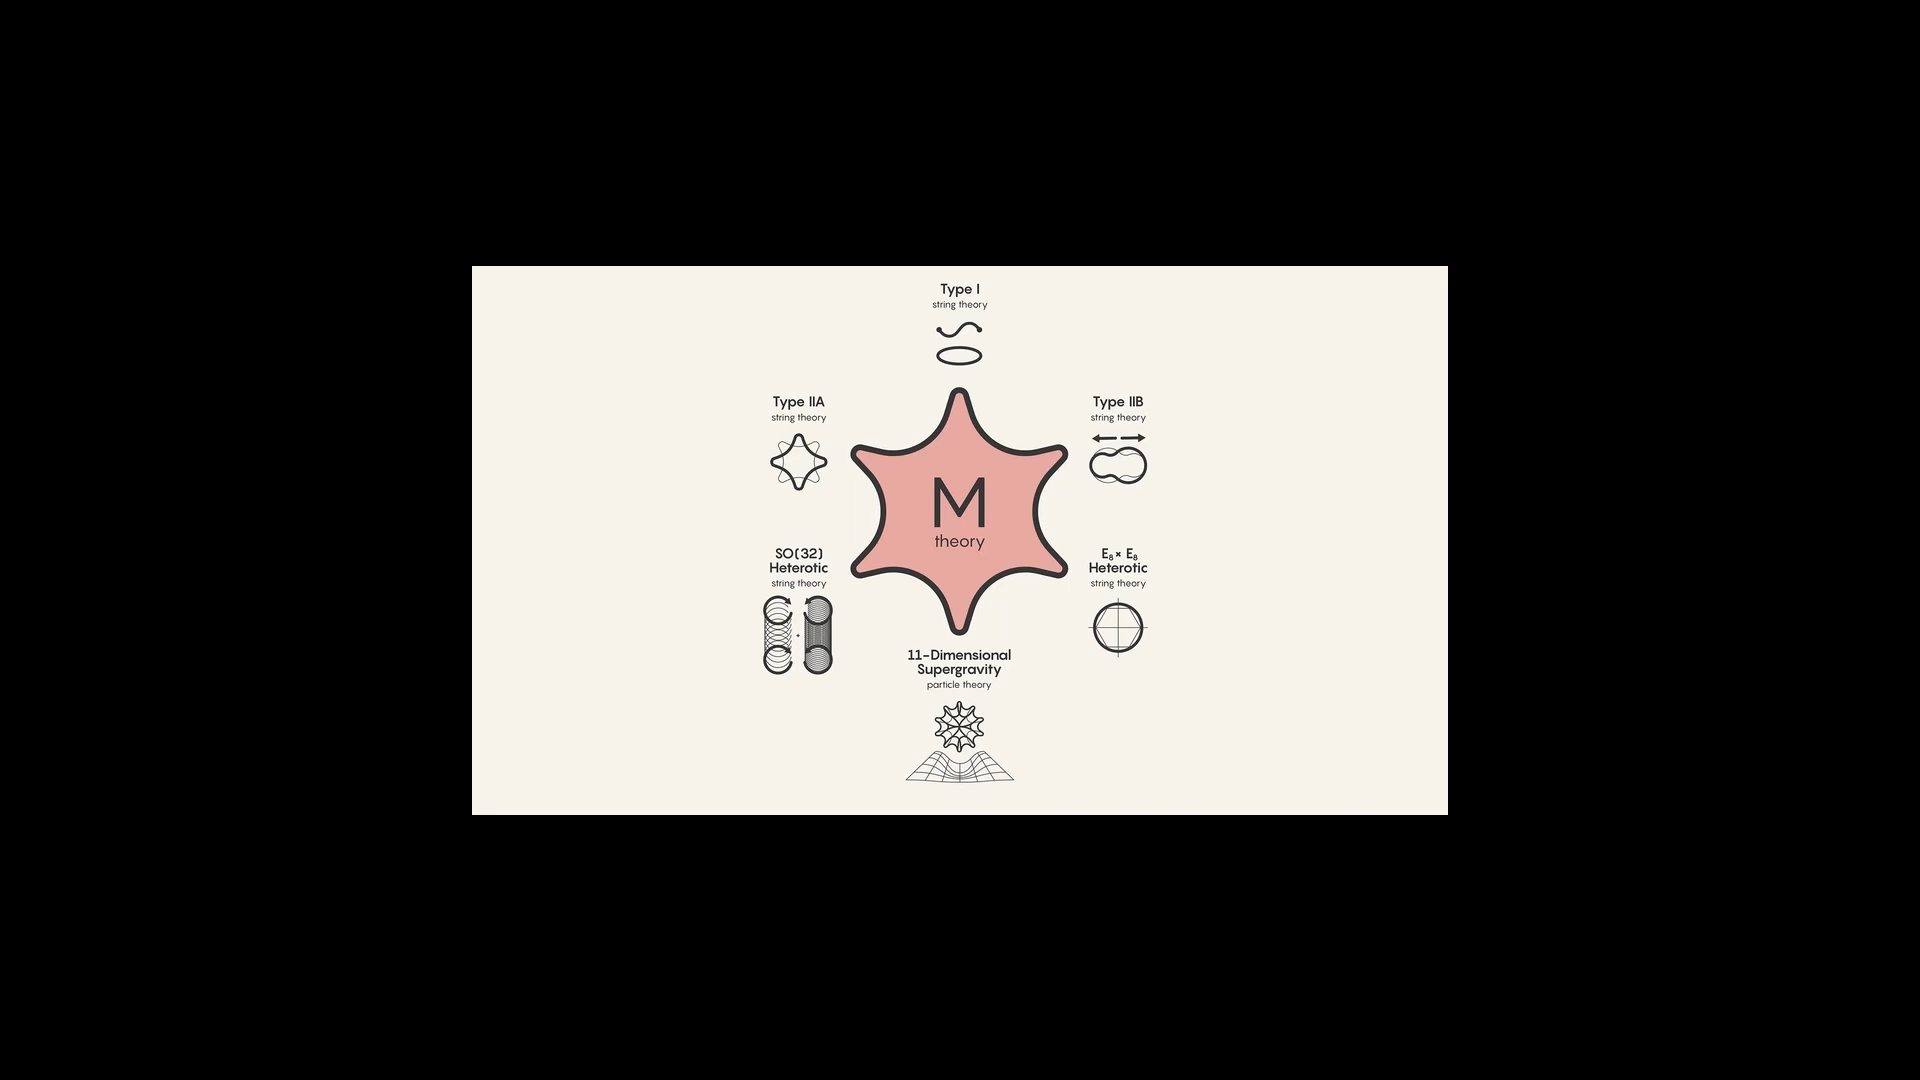 Type I
string theory
Type IIA
string theory
Type IIB
string theory
M
theory
SO(32)
Heterotic
string theory
E₈ × E₈
Heterotic
string theory
11-Dimensional
Supergravity
particle theory